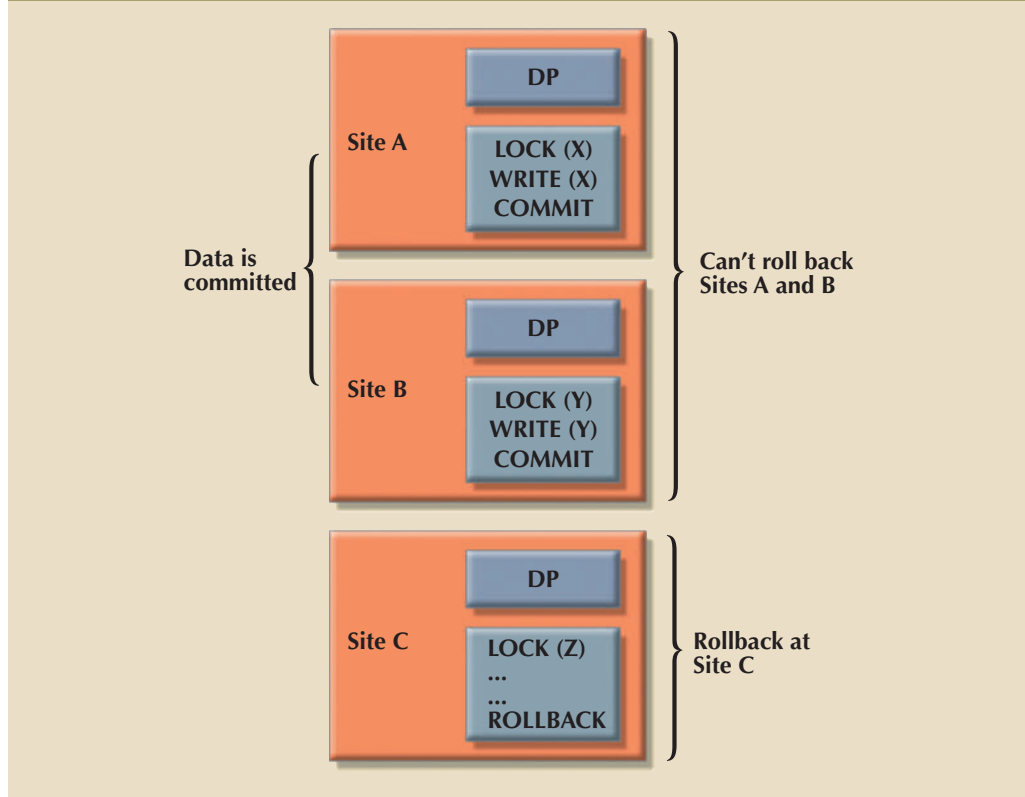 DP
Site A
LOCK (X)
WRITE (X)
COMMIT
Data is
committed
Can't roll back
Sites A and B
DP
Site B
LOCK (Y)
WRITE (Y)
COMMIT
DP
Site C
LOCK (Z)
...
...
ROLLBACK
Rollback at
Site C